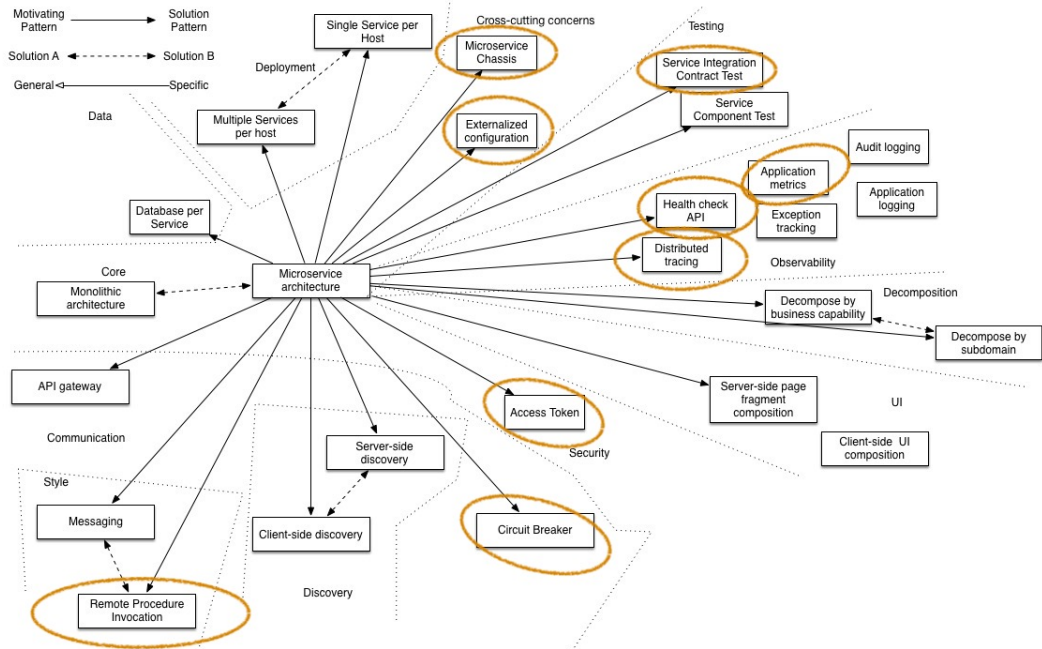 Motivating
Pattern
Solution
Pattern
Solution A
Solution B
General
Specific
Data
Deployment
Single Service per
Host
Multiple Services
per host
Cross-cutting concerns
Microservice
Chassis
Externalized
configuration
Testing
Service Integration
Contract Test
Service
Component Test
Audit logging
Application
metrics
Application
logging
Health check
API
Exception
tracking
Distributed
tracing
Observability
Database per
Service
Core
Monolithic
architecture
Microservice
architecture
Decomposition
Decompose by
business capability
Decompose by
subdomain
API gateway
Communication
Access Token
Security
Server-side page
fragment composition
UI
Client-side UI
composition
Server-side
discovery
Client-side discovery
Discovery
Circuit Breaker
Style
Messaging
Remote Procedure
Invocation